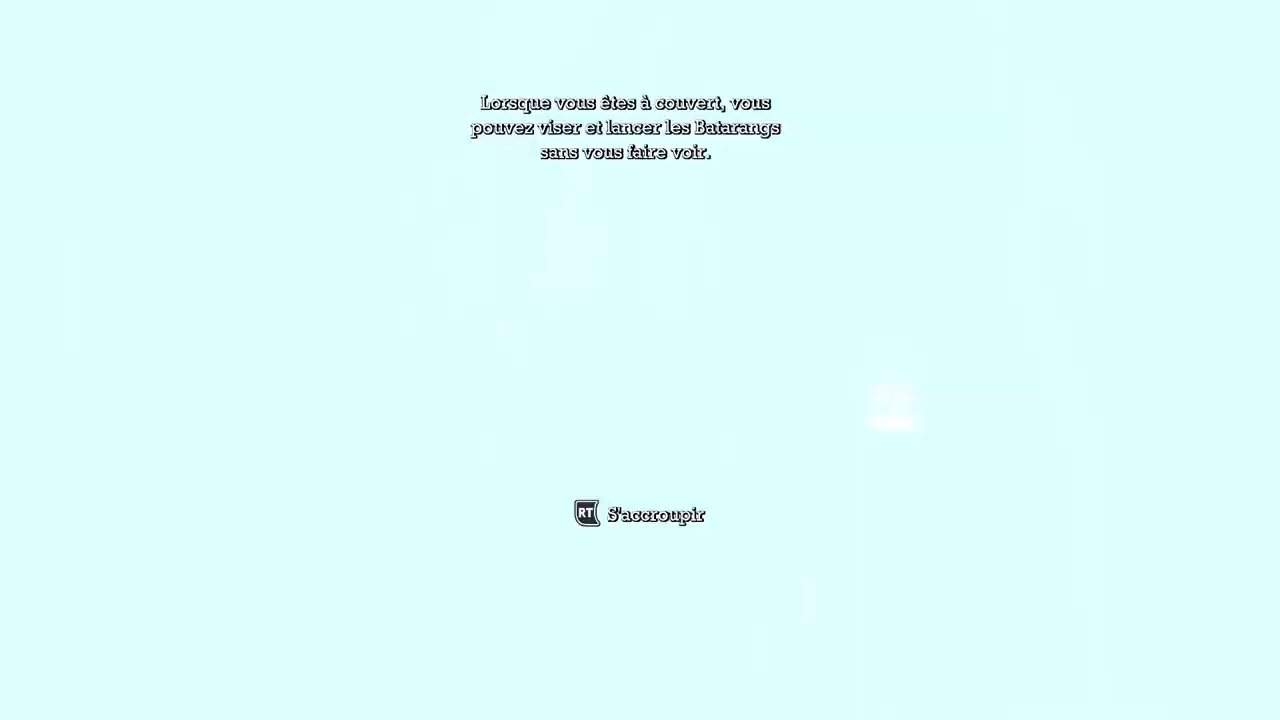 Lorsque vous êtes à couvert, vous
pouvez viser et lancer les Batarangs
sans vous faire voir.
RT S'accroupir